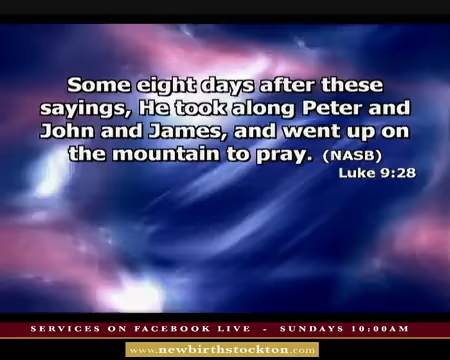 Some eight days after these
sayings, He took along Peter and
John and James, and went up on
the mountain to pray. (NASB)
Luke 9:28
SERVICES ON FACEBOOK LIVE - SUNDAYS 10:00AM
www.newbirthstockton.com